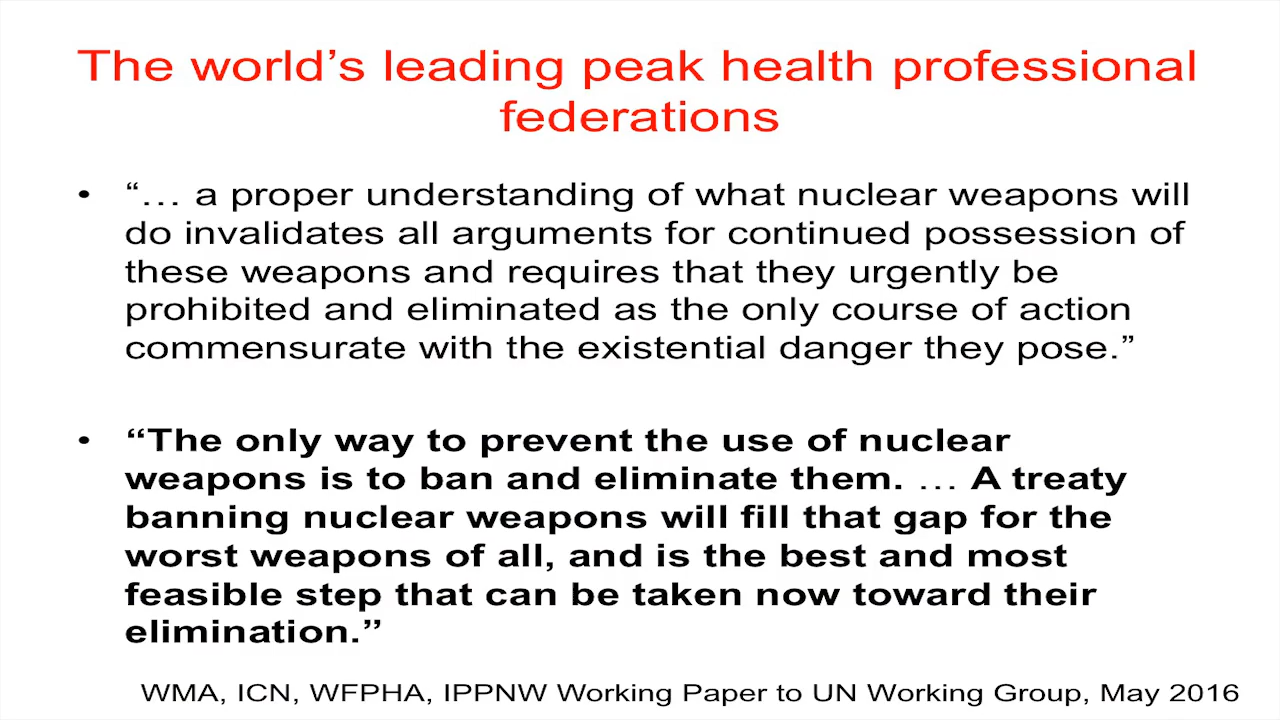 The world’s leading peak health professional
federations
• “… a proper understanding of what nuclear weapons will
do invalidates all arguments for continued possession of
these weapons and requires that they urgently be
prohibited and eliminated as the only course of action
commensurate with the existential danger they pose.”
• “The only way to prevent the use of nuclear
weapons is to ban and eliminate them. … A treaty
banning nuclear weapons will fill that gap for the
worst weapons of all, and is the best and most
feasible step that can be taken now toward their
elimination.”
WMA, ICN, WFPHA, IPPNW Working Paper to UN Working Group, May 2016